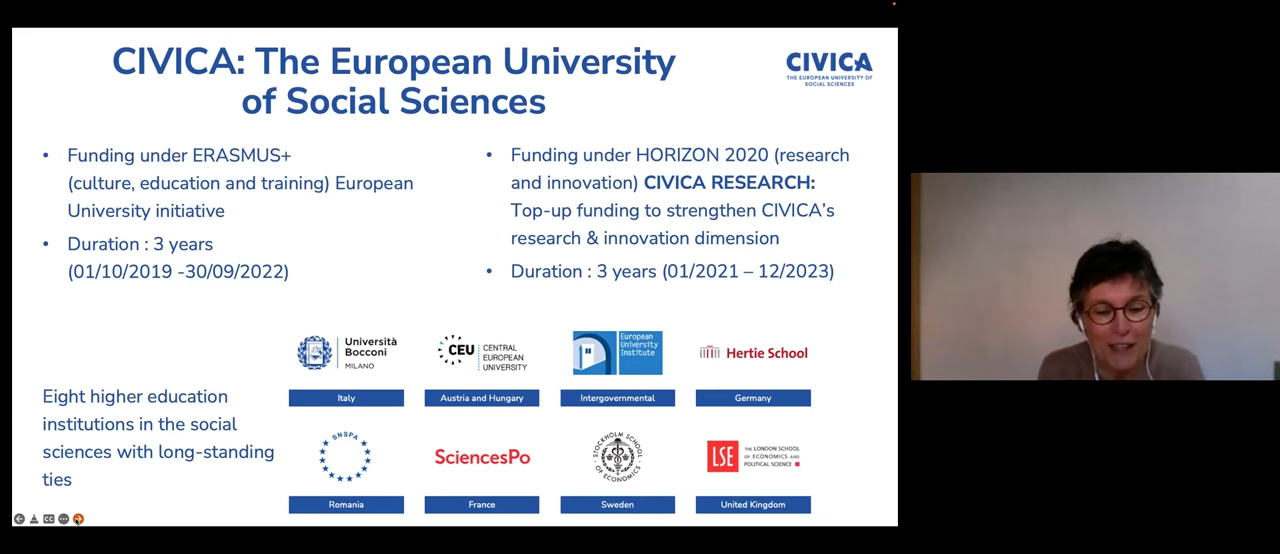 CIVICA: The European University
of Social Sciences
CIVICA
THE EUROPEAN UNIVERSITY OF
SOCIAL SCIENCES
• Funding under ERASMUS+
(culture, education and training) European
University initiative
• Duration : 3 years
(01/10/2019 -30/09/2022)
• Funding under HORIZON 2020 (research
and innovation) CIVICA RESEARCH:
Top-up funding to strengthen CIVICA’s
research & innovation dimension
• Duration : 3 years (01/2021 – 12/2023)
Eight higher education
institutions in the social
sciences with long-standing
ties
Università
Bocconi
MILANO
Italy
CEU
CENTRAL
EUROPEAN
UNIVERSITY
Austria and Hungary
European
University
Institute
Intergovernmental
Hertie School
Germany
SNSPA
Romania
SciencesPo
France
STOCKHOLM SCHOOL
OF ECONOMICS
Sweden
LSE
THE LONDON SCHOOL
OF ECONOMICS AND
POLITICAL SCIENCE
United Kingdom
CC